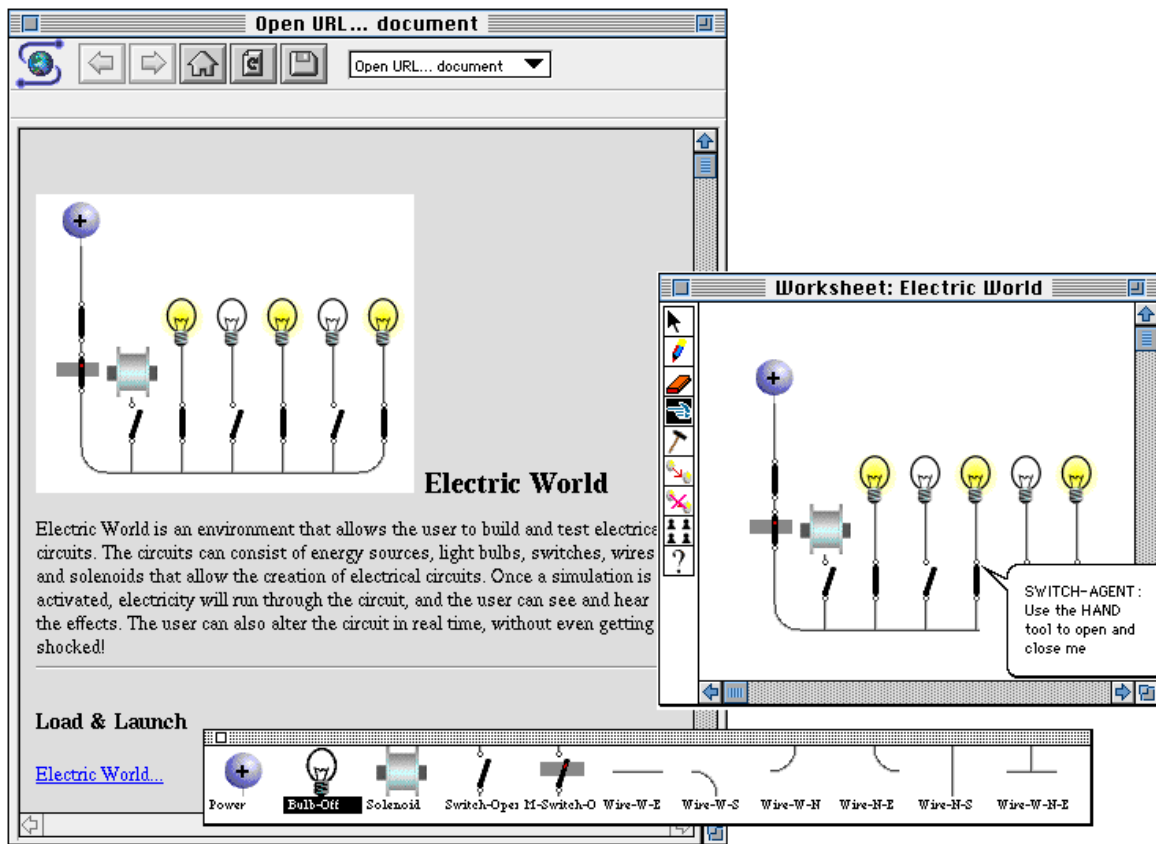 Open URL... document
Open URL... document
Electric World
Electric World is an environment that allows the user to build and test electrica
circuits. The circuits can consist of energy sources, light bulbs, switches, wires
and solenoids that allow the creation of electrical circuits. Once a simulation is
activated, electricity will run through the circuit, and the user can see and hear
the effects. The user can also alter the circuit in real time, without even getting
shocked!
Load & Launch
Electric World...
Worksheet: Electric World
SWITCH-AGENT:
Use the HAND
tool to open and
close me
Power Bulb-Off Solenoid Switch-Open M-Switch-O Wire-W-E Wire-W-S Wire-W-N Wire-N-E Wire-N-S Wire-W-N-E